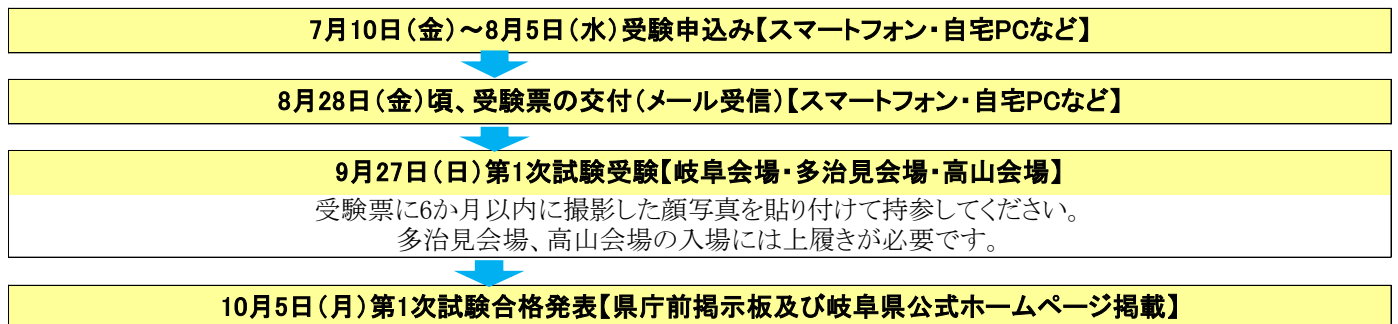 7月10日(金)～8月5日(水)受験申込み【スマートフォン・自宅PCなど】
8月28日(金)頃、受験票の交付(メール受信)【スマートフォン・自宅PCなど】
9月27日(日)第1次試験受験【岐阜会場・多治見会場・高山会場】
受験票に6か月以内に撮影した顔写真を貼り付けて持参してください。
多治見会場、高山会場の入場には上履きが必要です。
10月5日(月)第1次試験合格発表【県庁前掲示板及び岐阜県公式ホームページ掲載】